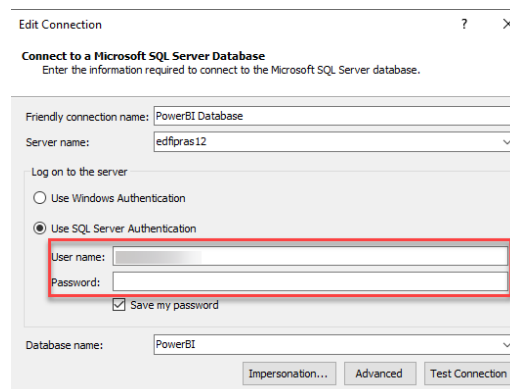 Edit Connection ? X
Connect to a Microsoft SQL Server Database
Enter the information required to connect to the Microsoft SQL Server database.
Friendly connection name: PowerBI Database
Server name: edfipras12
Log on to the server
Use Windows Authentication
Use SQL Server Authentication
User name:
Password:
Save my password
Database name: PowerBI
Impersonation... Advanced Test Connection